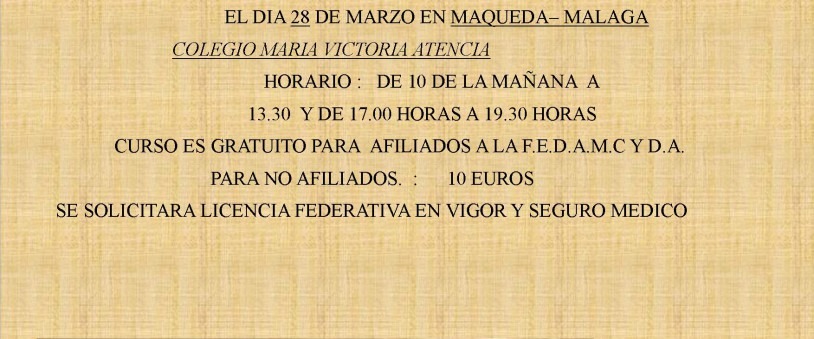 EL DIA 28 DE MARZO EN MAQUEDA– MALAGA
COLEGIO MARIA VICTORIA ATENCIA
HORARIO : DE 10 DE LA MAÑANA A
13.30 Y DE 17.00 HORAS A 19.30 HORAS
CURSO ES GRATUITO PARA AFILIADOS A LA F.E.D.A.M.C Y D.A.
PARA NO AFILIADOS. : 10 EUROS
SE SOLICITARA LICENCIA FEDERATIVA EN VIGOR Y SEGURO MEDICO